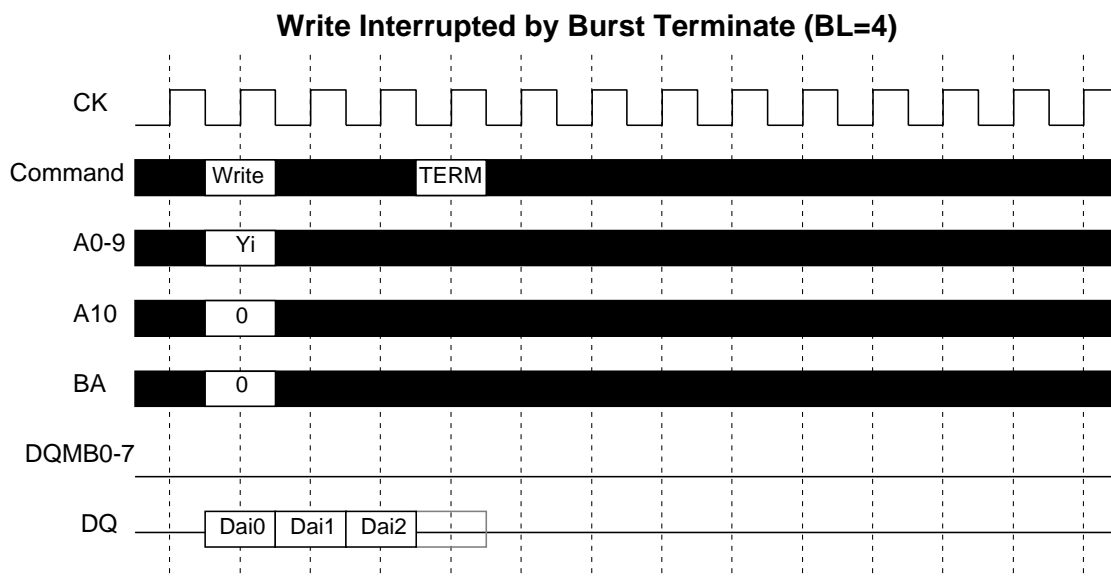 Write Interrupted by Burst Terminate (BL=4)
CK
Command Write TERM
A0-9 Yi
A10 0
BA 0
DQMB0-7
DQ Dai0 Dai1 Dai2